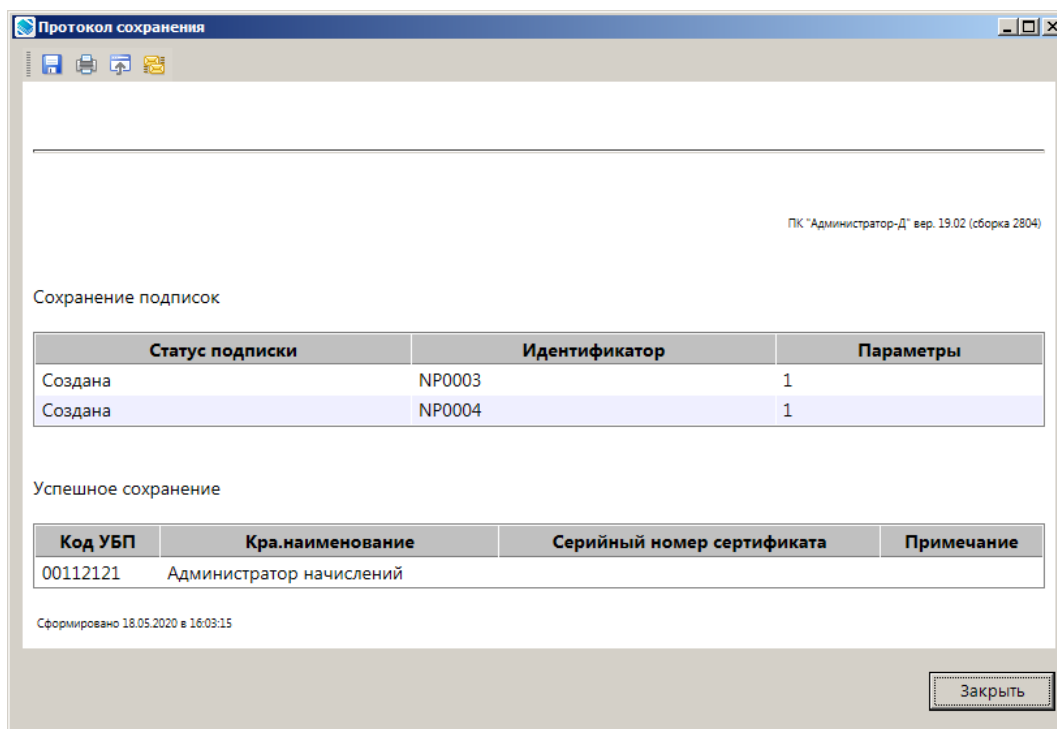 Протокол сохранения
ПК "Администратор-Д" вер. 19.02 (сборка 2804)
Сохранение подписок
Статус подписки Идентификатор Параметры
Создана NP0003 1
Создана NP0004 1
Успешное сохранение
Код УБП Кра.наименование Серийный номер сертификата Примечание
00112121 Администратор начислений
Сформировано 18.05.2020 в 16:03:15
Закрыть